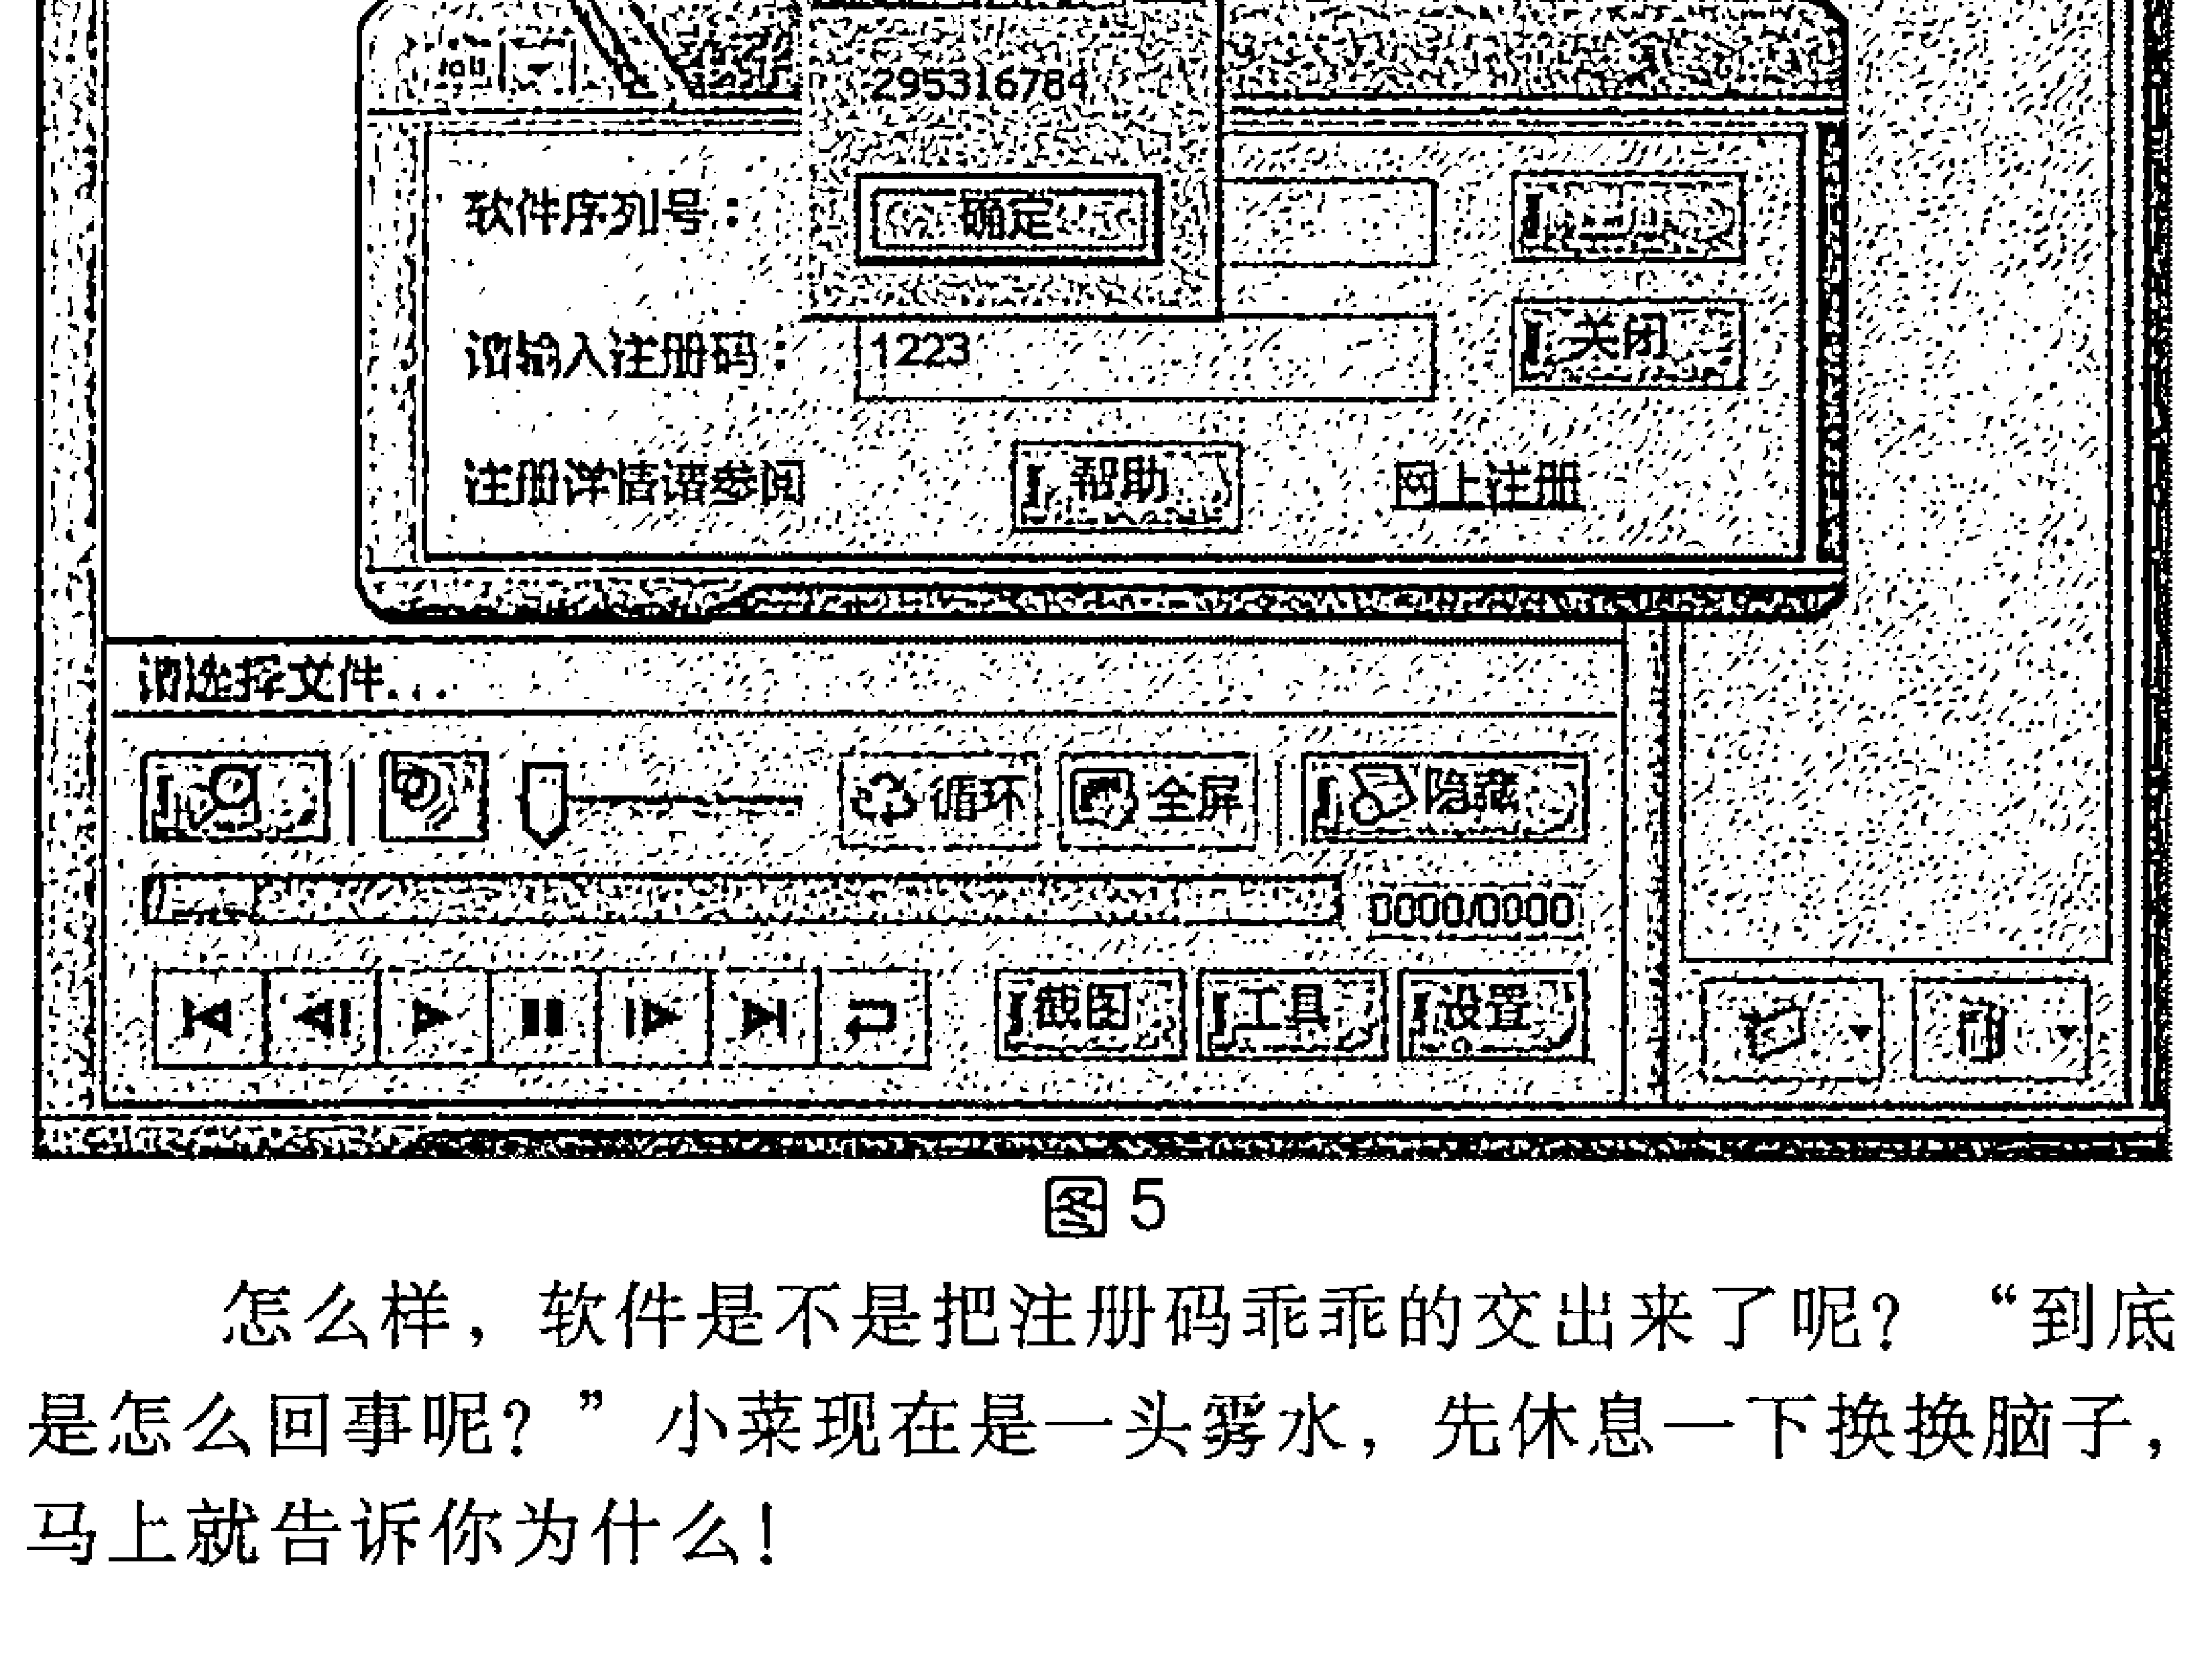 295316784
软件序列号：
确定
请输入注册码：
1223
关闭
注册详情请参阅
帮助
网上注册
请选择文件...
循环
全屏
隐藏
0000/0000
截图
工具
设置
图 5
怎么样，软件是不是把注册码乖乖的交出来了呢？ “到底
是怎么回事呢？” 小菜现在是一头雾水，先休息一下换换脑子，
马上就告诉你为什么！